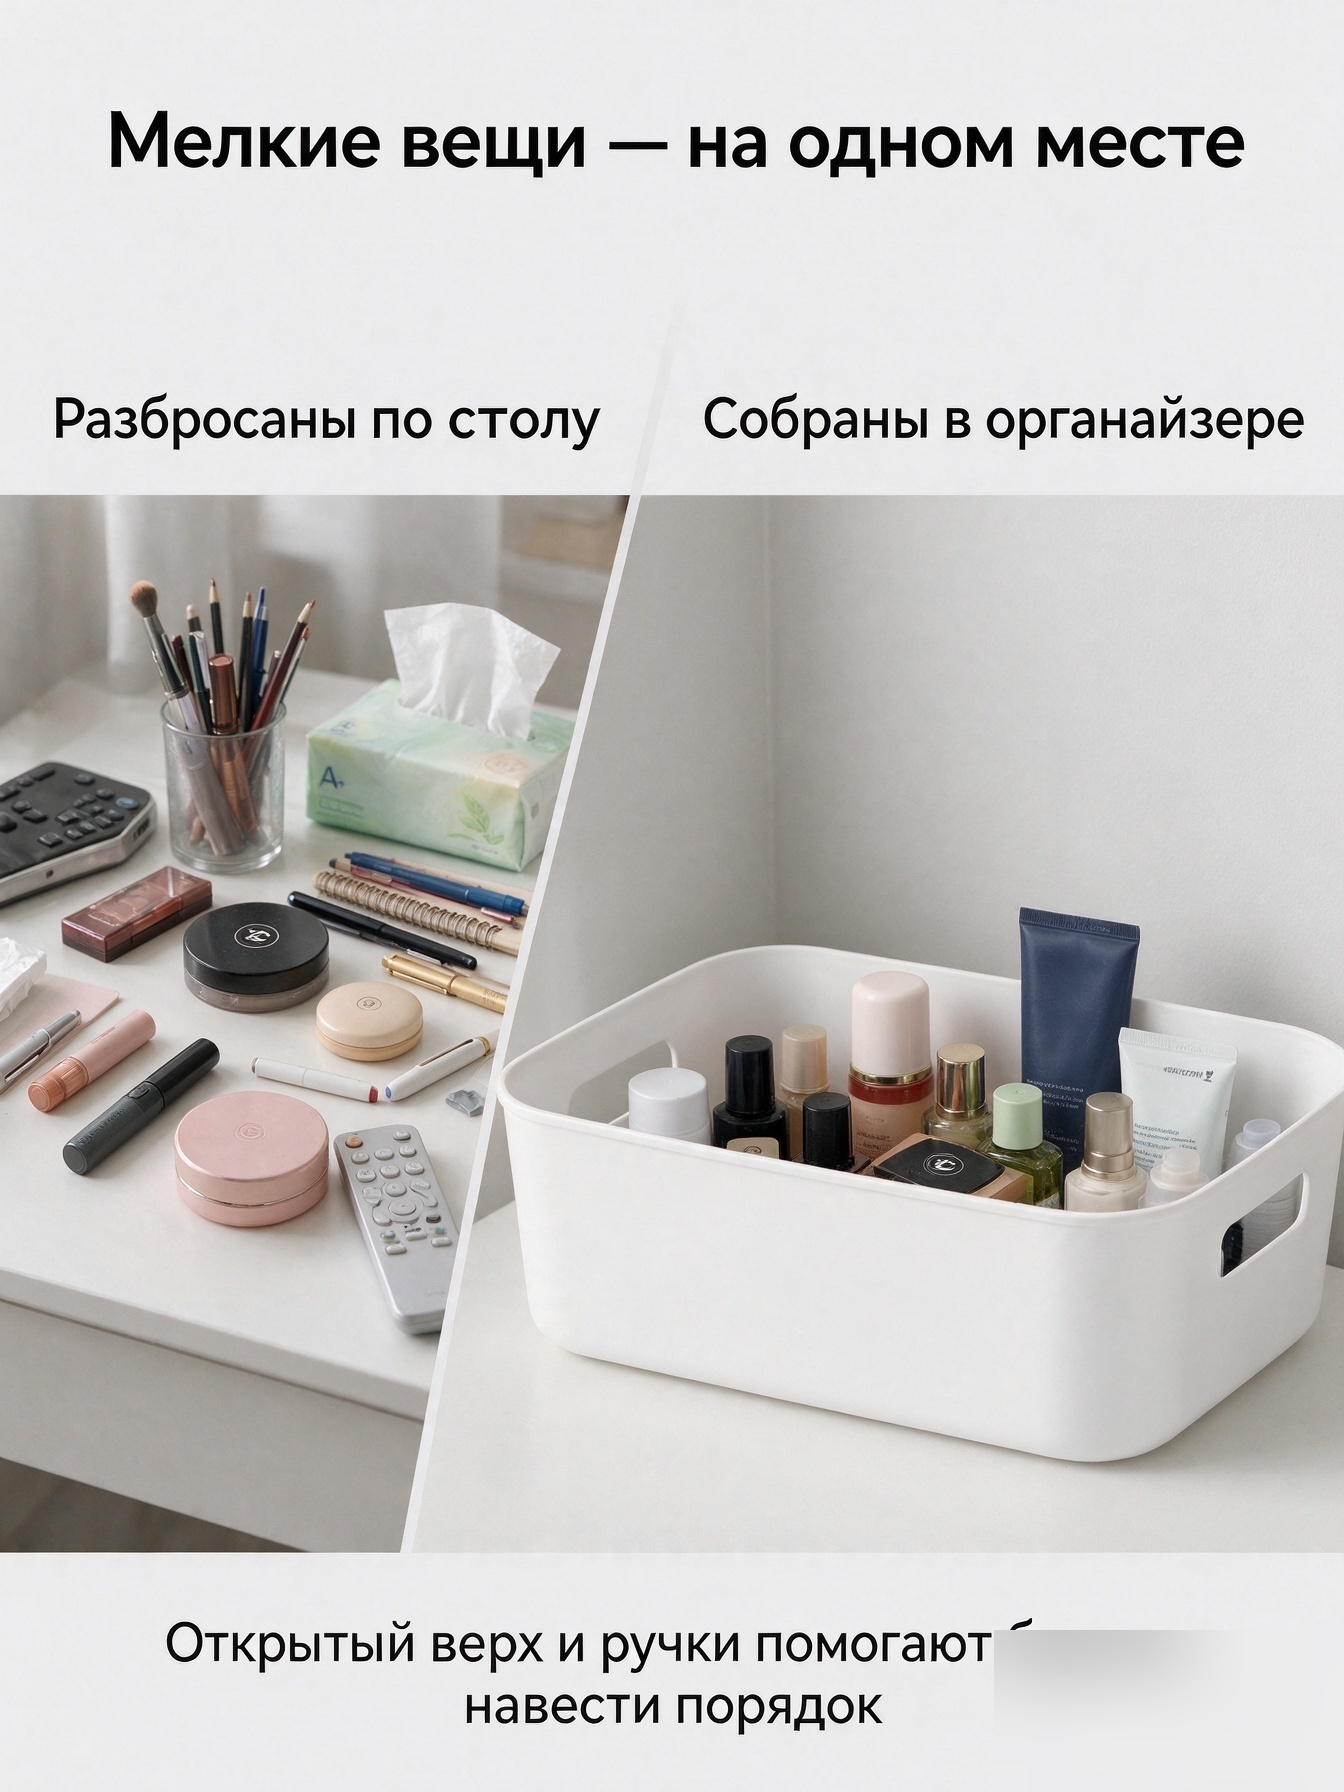 Мелкие вещи — на одном месте
Разбросаны по столу
Собраны в органайзере
Открытый верх и ручки помогают
навести порядок